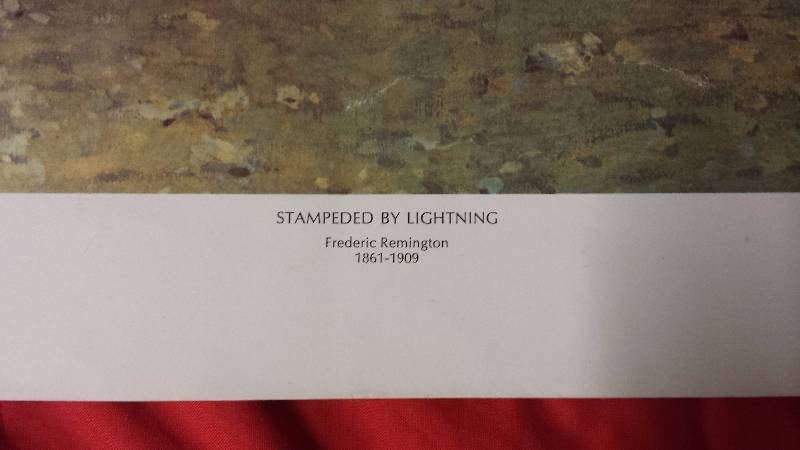 STAMPEDED BY LIGHTNING
Frederic Remington
1861-1909